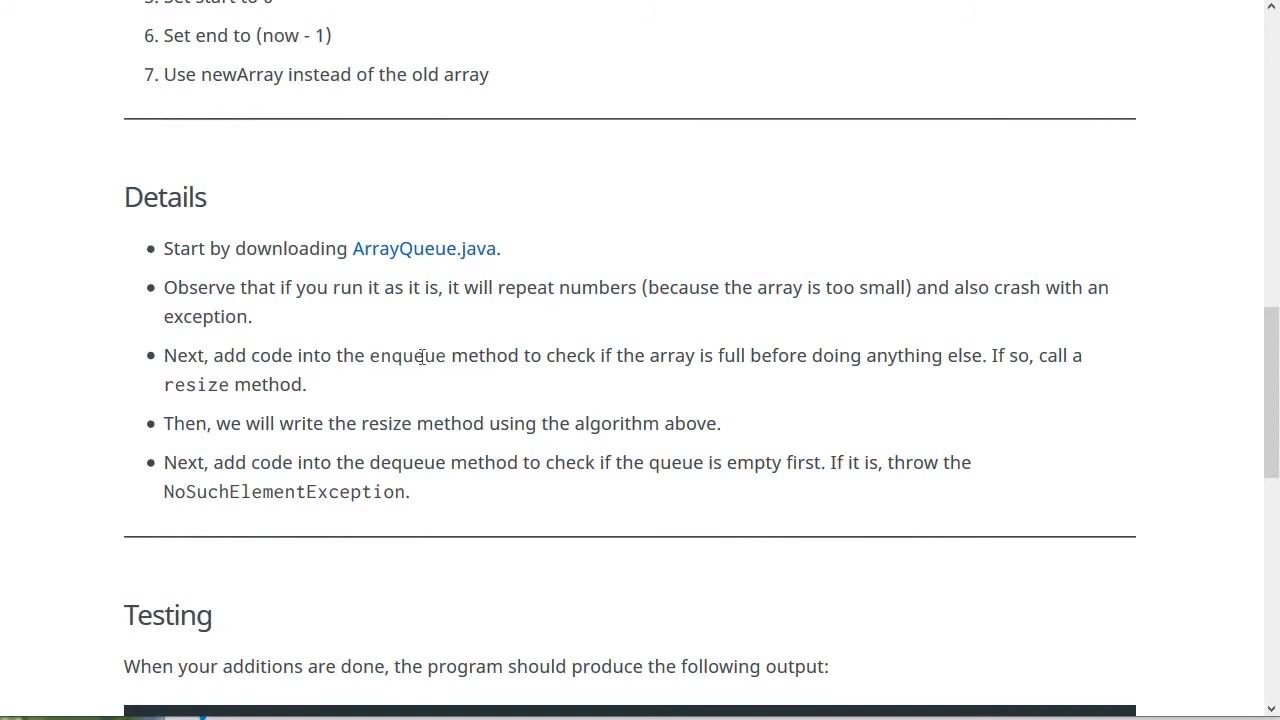 5. Set start to 0
6. Set end to (now - 1)
7. Use newArray instead of the old array
Details
Start by downloading ArrayQueue.java.
Observe that if you run it as it is, it will repeat numbers (because the array is too small) and also crash with an
exception.
Next, add code into the enqueue method to check if the array is full before doing anything else. If so, call a
resize method.
Then, we will write the resize method using the algorithm above.
Next, add code into the dequeue method to check if the queue is empty first. If it is, throw the
NoSuchElementException.
Testing
When your additions are done, the program should produce the following output: